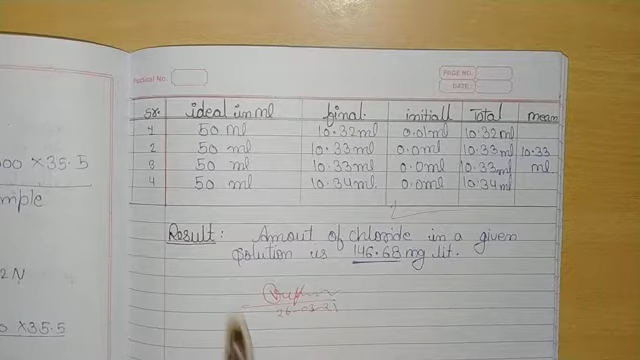 Practical No.
PAGE NO.
DATE:
Sr. ideal in ml final. initiall Total mean
1 50 ml 10.32ml 0.0ml 10.32ml
2 50 ml 10.33ml 0.0ml 10.33ml 10.33
3 50 ml 10.33ml 0.0ml 10.33ml ml
4 50 ml 10.34ml. 0.0ml 10.34ml
Result: Amout of chloride in a given
solution is 146.68 mg lit.
00 ×35.5
mple
2N
0 ×35.5